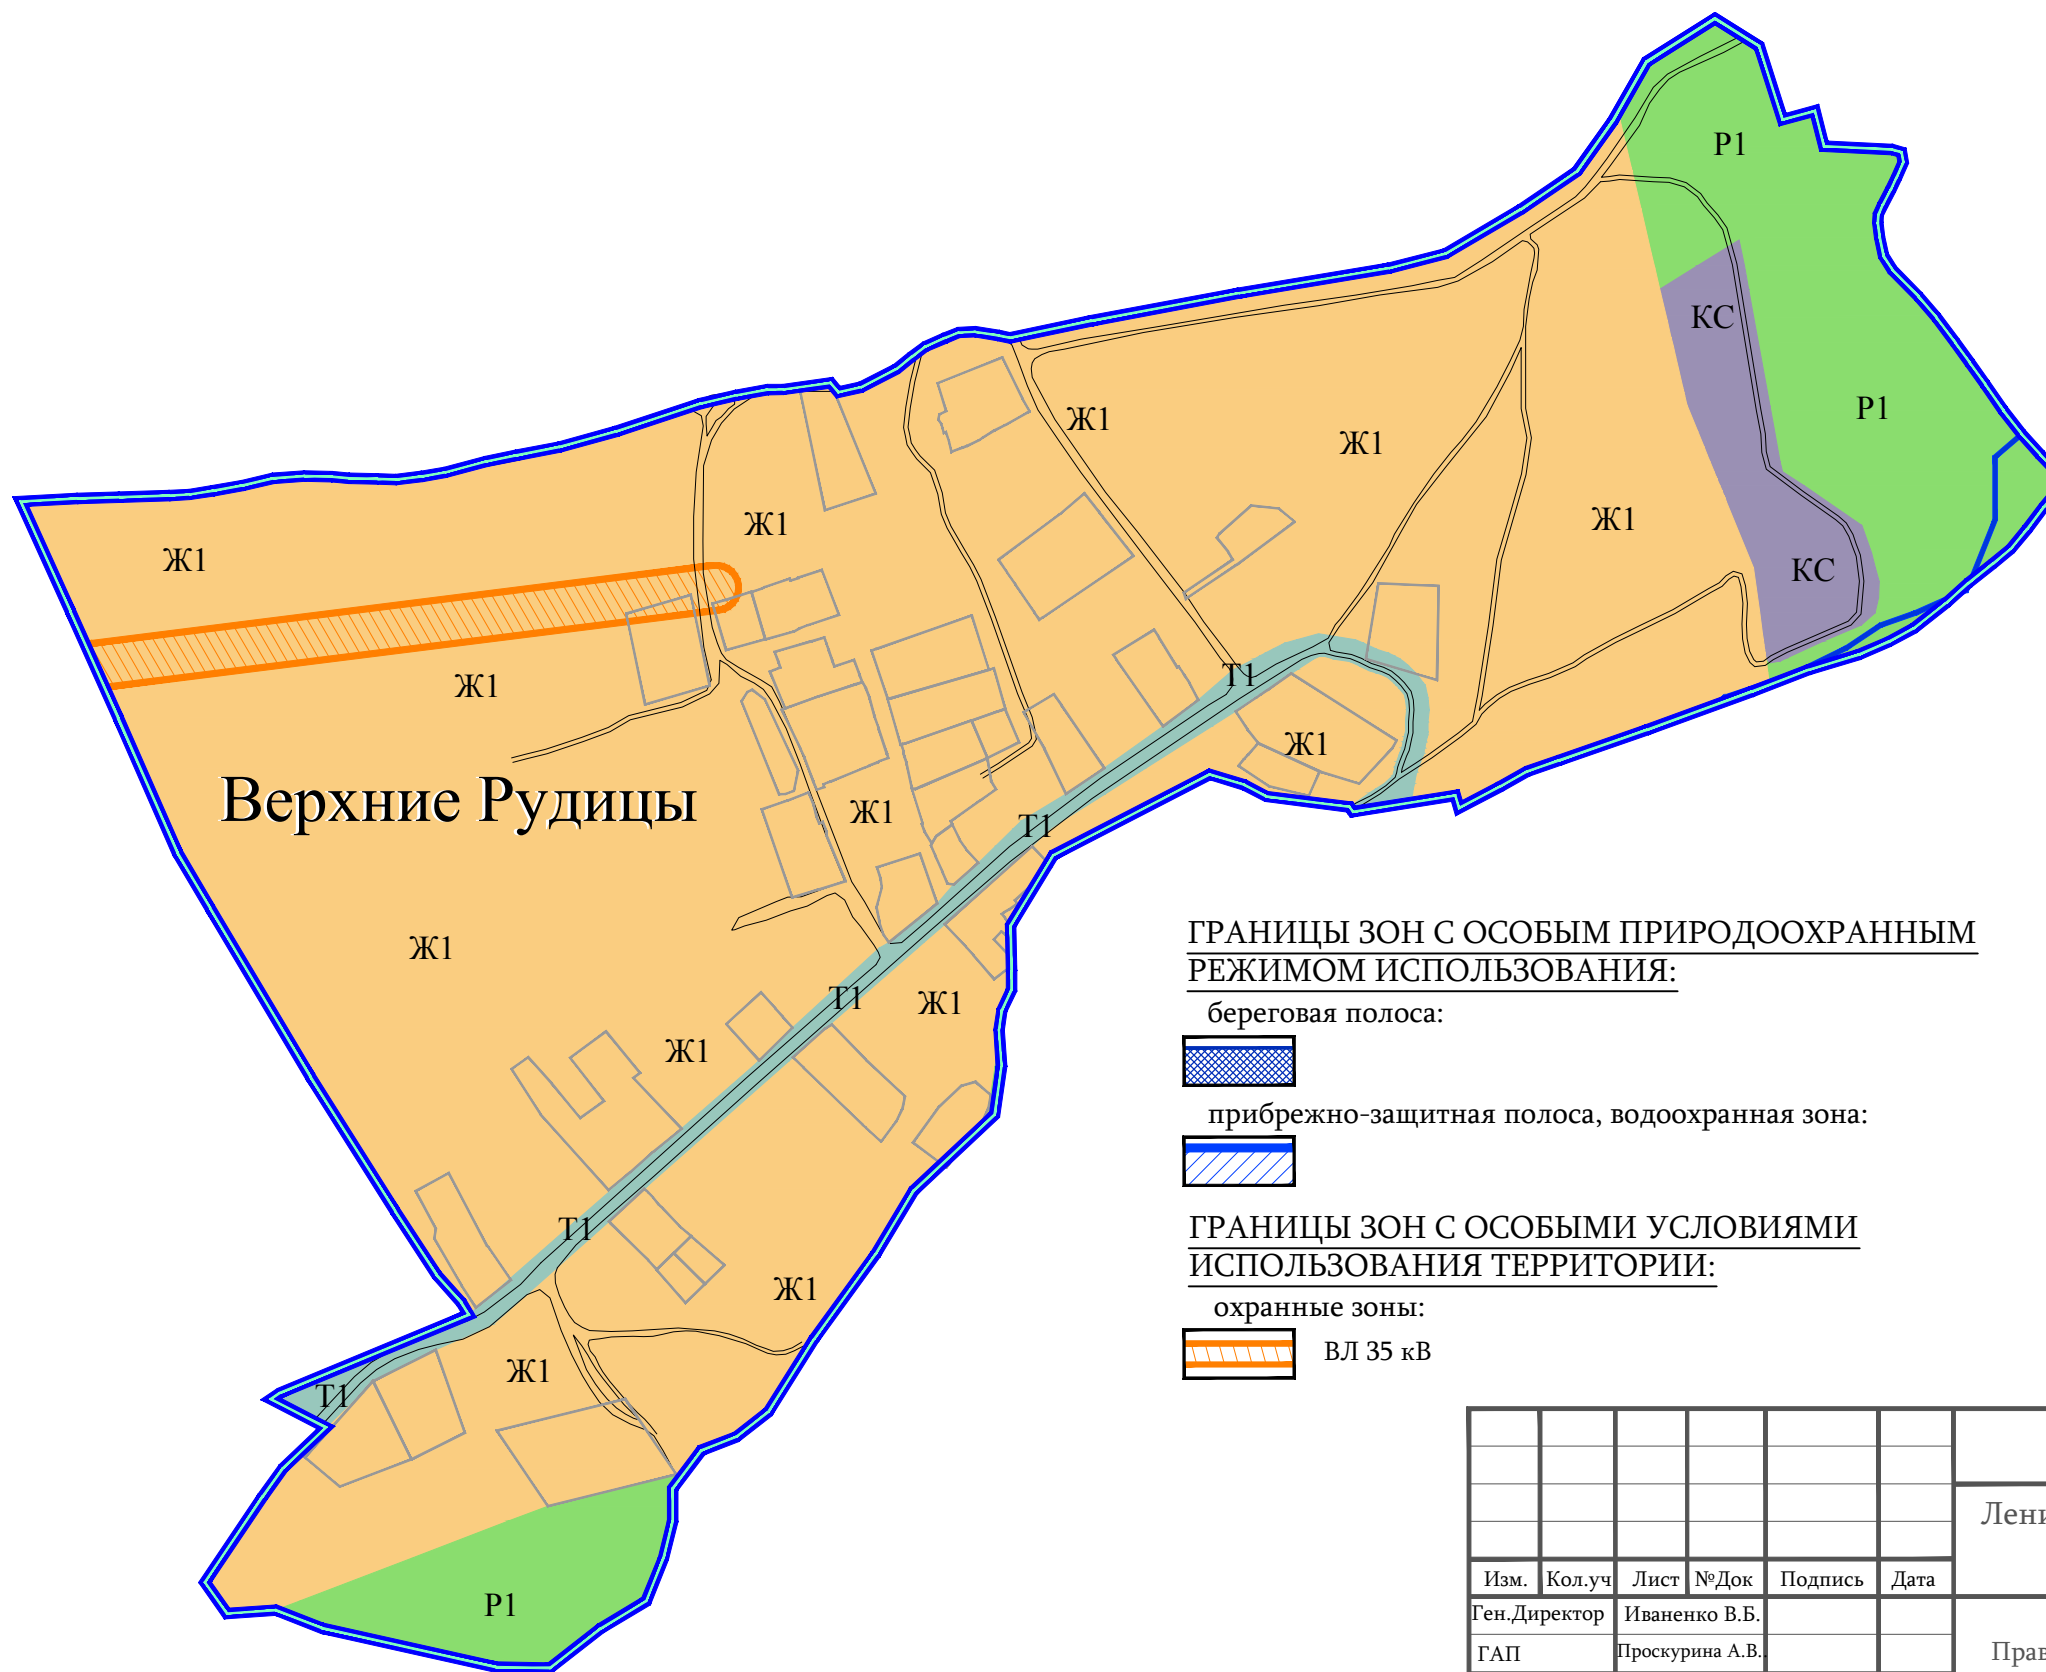 Р1
КС
Р1
Ж1
Ж1
Ж1
Ж1
Ж1
КС
Ж1
Т1
Ж1
Верхние Рудицы
Ж1
Т1
Ж1
Т1
Ж1
Ж1
Т1
Ж1
Ж1
Т1
Р1
ГРАНИЦЫ ЗОН С ОСОБЫМ ПРИРОДООХРАННЫМ
РЕЖИМОМ ИСПОЛЬЗОВАНИЯ:
береговая полоса:
прибрежно-защитная полоса, водоохранная зона:
ГРАНИЦЫ ЗОН С ОСОБЫМИ УСЛОВИЯМИ
ИСПОЛЬЗОВАНИЯ ТЕРРИТОРИИ:
охранные зоны:
ВЛ 35 кВ
Лени
Изм. Кол.уч Лист №Док Подпись Дата
Ген.Директор Иваненко В.Б.
ГАП Проскурина А.В.
Прав